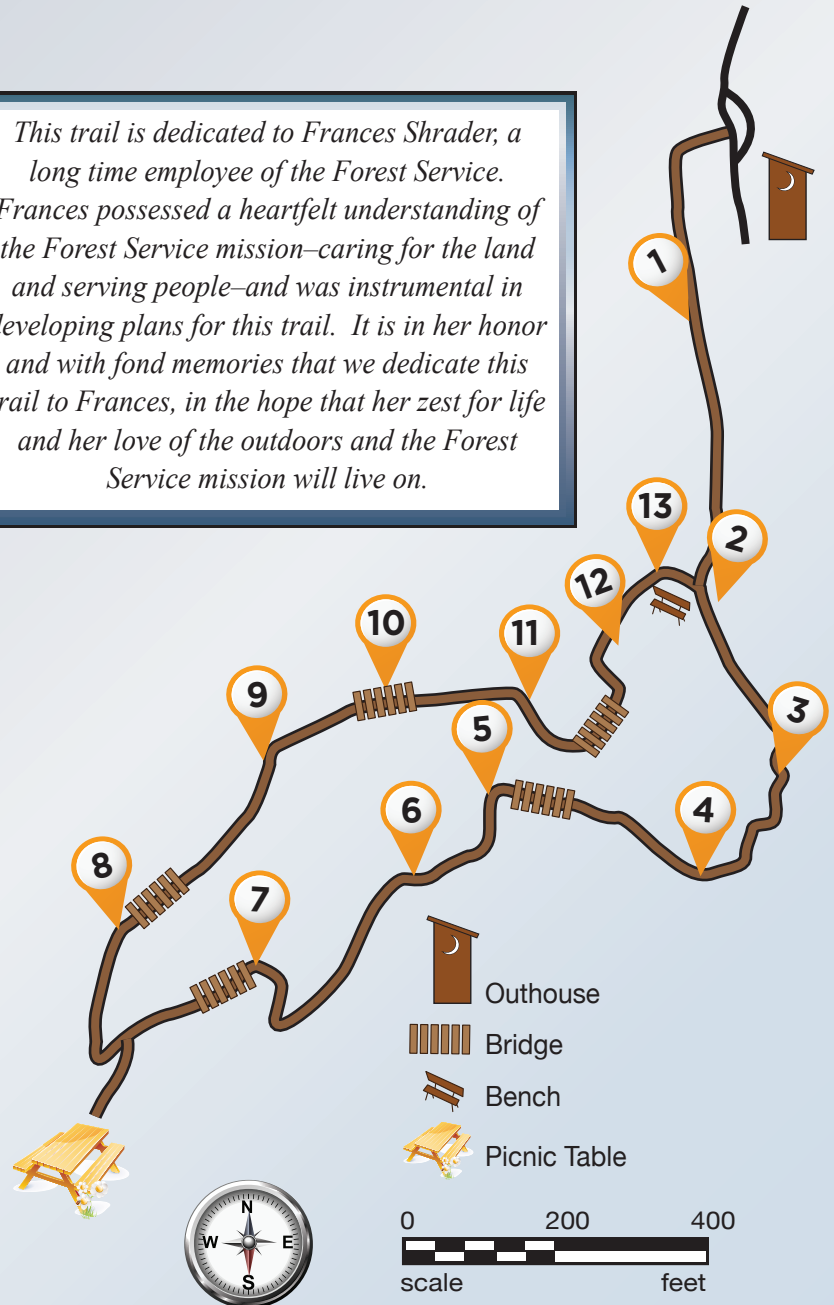 This trail is dedicated to Frances Shrader, a
long time employee of the Forest Service.
Frances possessed a heartfelt understanding of
the Forest Service mission–caring for the land
and serving people–and was instrumental in
developing plans for this trail.  It is in her honor
and with fond memories that we dedicate this
trail to Frances, in the hope that her zest for life
and her love of the outdoors and the Forest
Service mission will live on.
1
13
2
12
10
11
9
3
5
6
4
8
7
Outhouse
Bridge
Bench
Picnic Table
N
W E
S
0 200 400
scale feet